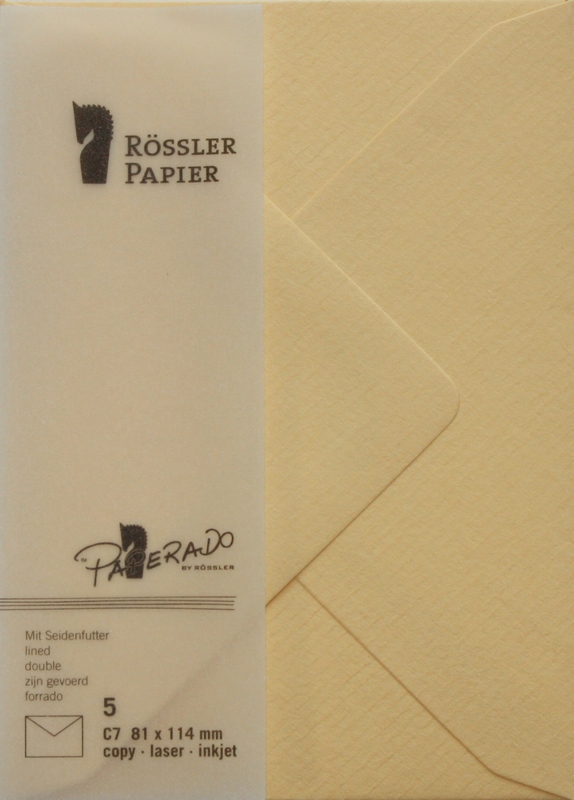 RÖSSLER
PAPIER
PAPERADO
BY RÖSSLER
Mit Seidenfutter
lined
double
zijn gevoerd
forrado
5
C7 81 x 114 mm
copy · laser · inkjet